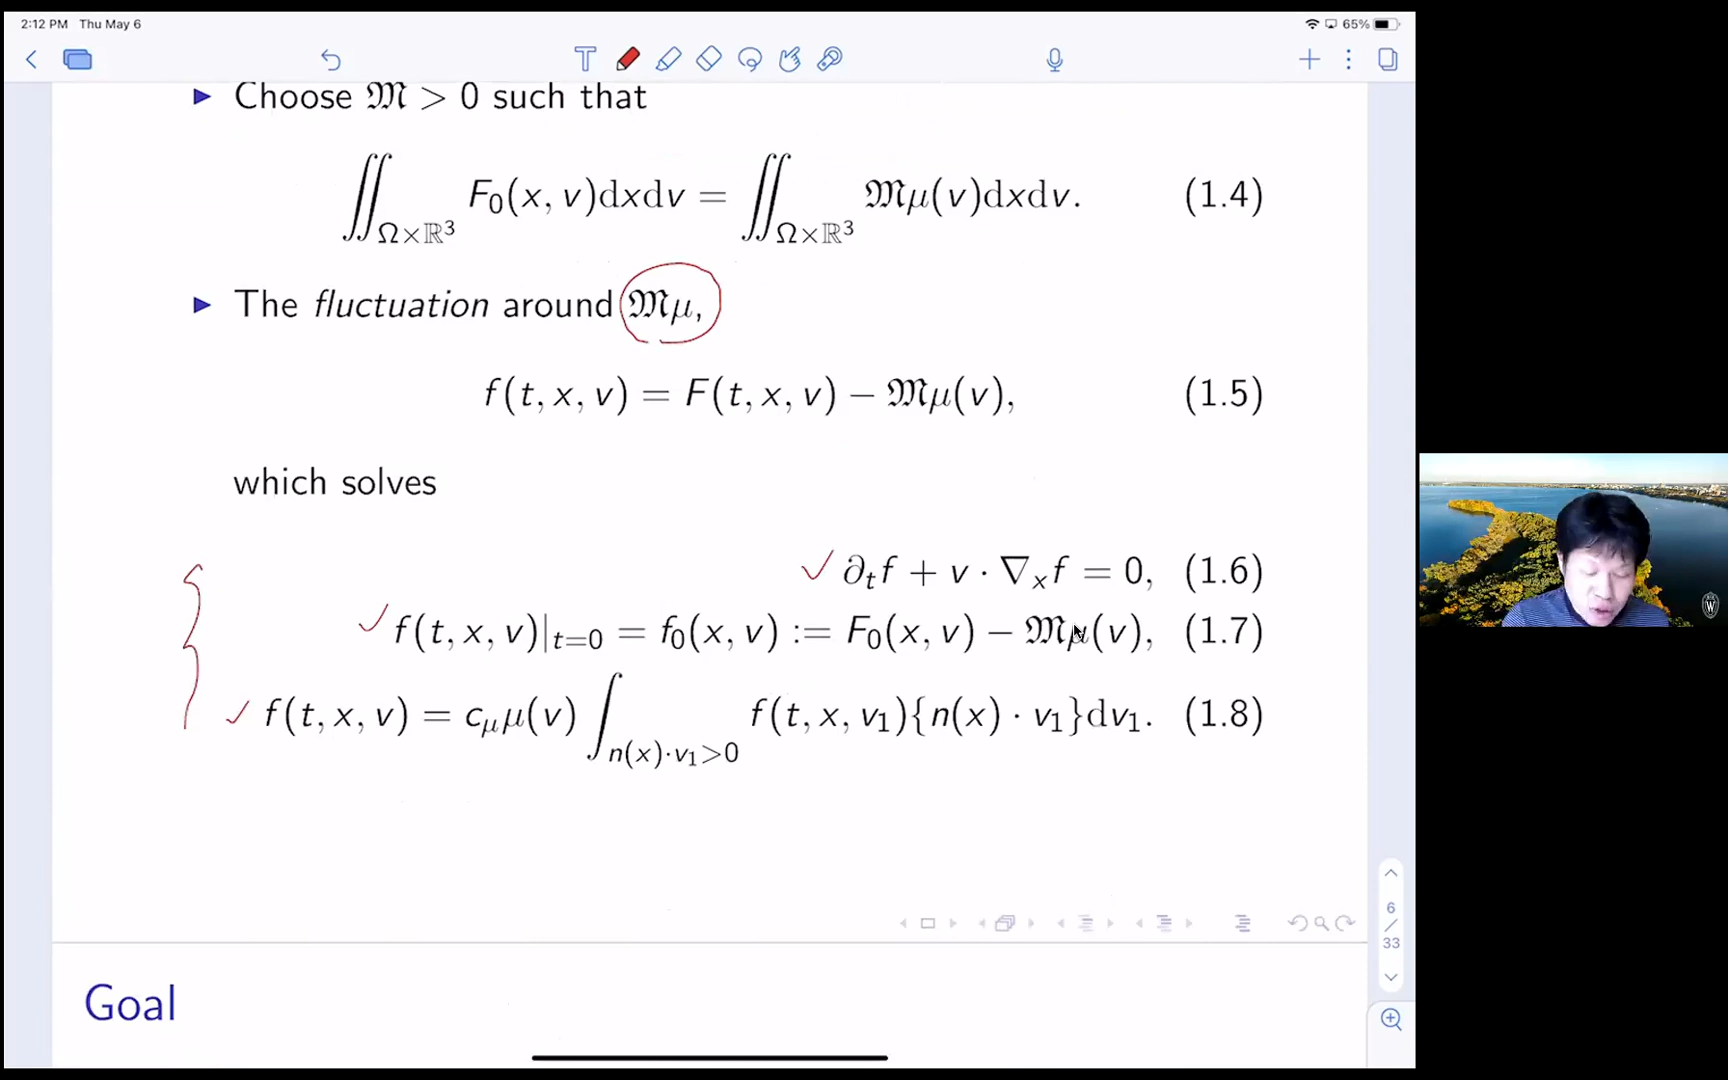 2:12 PM Thu May 6
65%
Choose 𝔐 > 0 such that
∬_{Ω×ℝ³} F₀(x, v)dxdv = ∬_{Ω×ℝ³} 𝔐μ(v)dxdv. (1.4)
The fluctuation around 𝔐μ,
f(t, x, v) = F(t, x, v) − 𝔐μ(v), (1.5)
which solves
∂ₜf + v · ∇ₓf = 0, (1.6)
f(t, x, v)|ₜ₌₀ = f₀(x, v) := F₀(x, v) − 𝔐μ(v), (1.7)
f(t, x, v) = c_μ μ(v) ∫_{n(x)·v₁>0} f(t, x, v₁){n(x) · v₁}dv₁. (1.8)
6
/
33
Goal
W